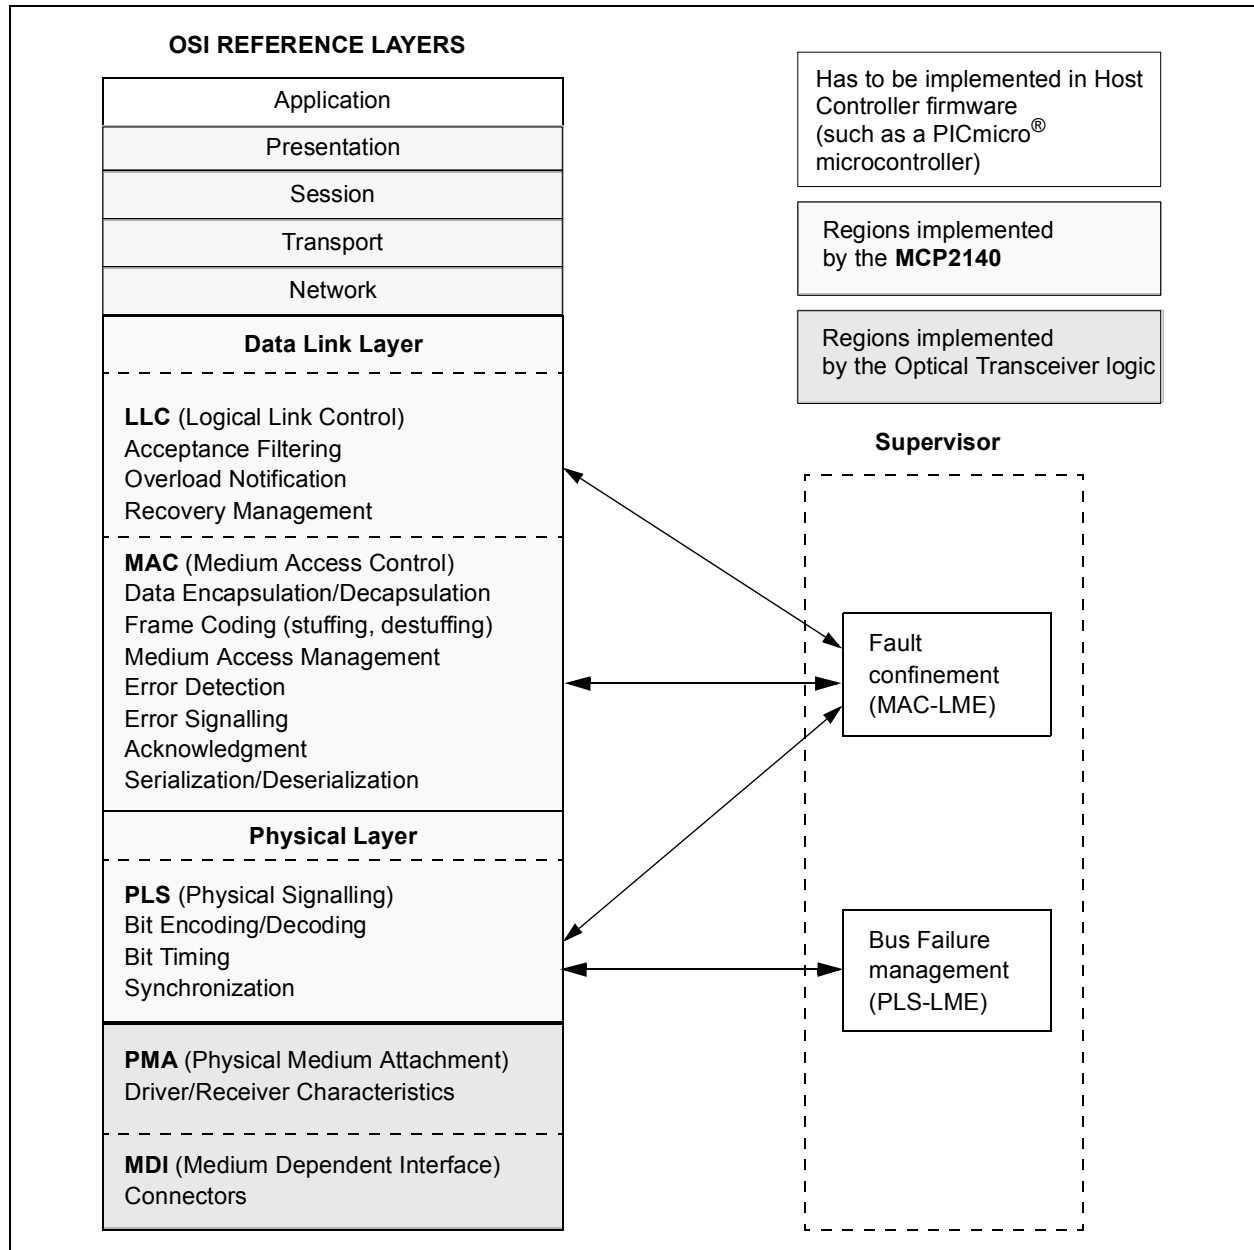 OSI REFERENCE LAYERS
Application
Presentation
Session
Transport
Network
Data Link Layer
LLC (Logical Link Control)
Acceptance Filtering
Overload Notification
Recovery Management
MAC (Medium Access Control)
Data Encapsulation/Decapsulation
Frame Coding (stuffing, destuffing)
Medium Access Management
Error Detection
Error Signalling
Acknowledgment
Serialization/Deserialization
Physical Layer
PLS (Physical Signalling)
Bit Encoding/Decoding
Bit Timing
Synchronization
PMA (Physical Medium Attachment)
Driver/Receiver Characteristics
MDI (Medium Dependent Interface)
Connectors
Has to be implemented in Host
Controller firmware
(such as a PICmicro®
microcontroller)
Regions implemented
by the MCP2140
Regions implemented
by the Optical Transceiver logic
Supervisor
Fault
confinement
(MAC-LME)
Bus Failure
management
(PLS-LME)